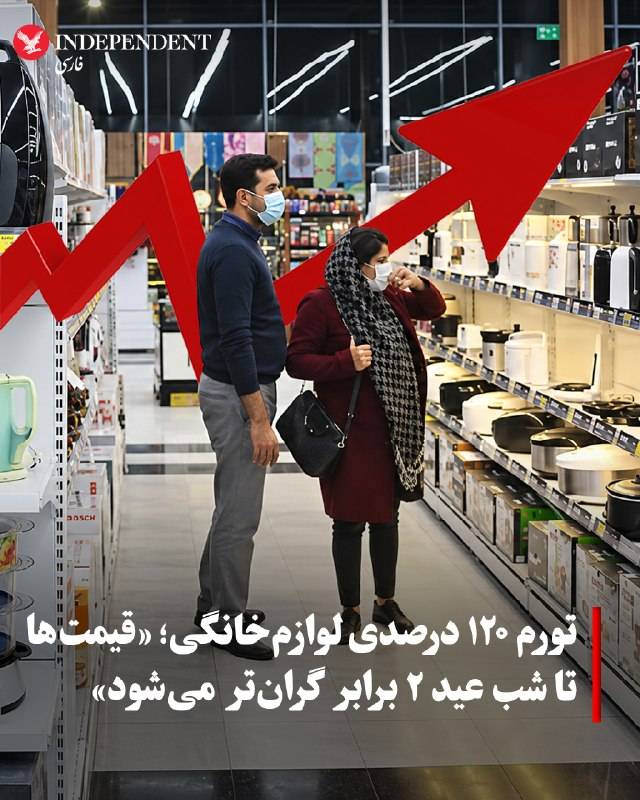 INDEPENDENT
فارسی
BOSCH
تورم ۱۲۰ درصدی لوازم‌خانگی؛ «قیمت‌ها
تا شب عید ۲ برابر گران‌تر می‌شود»